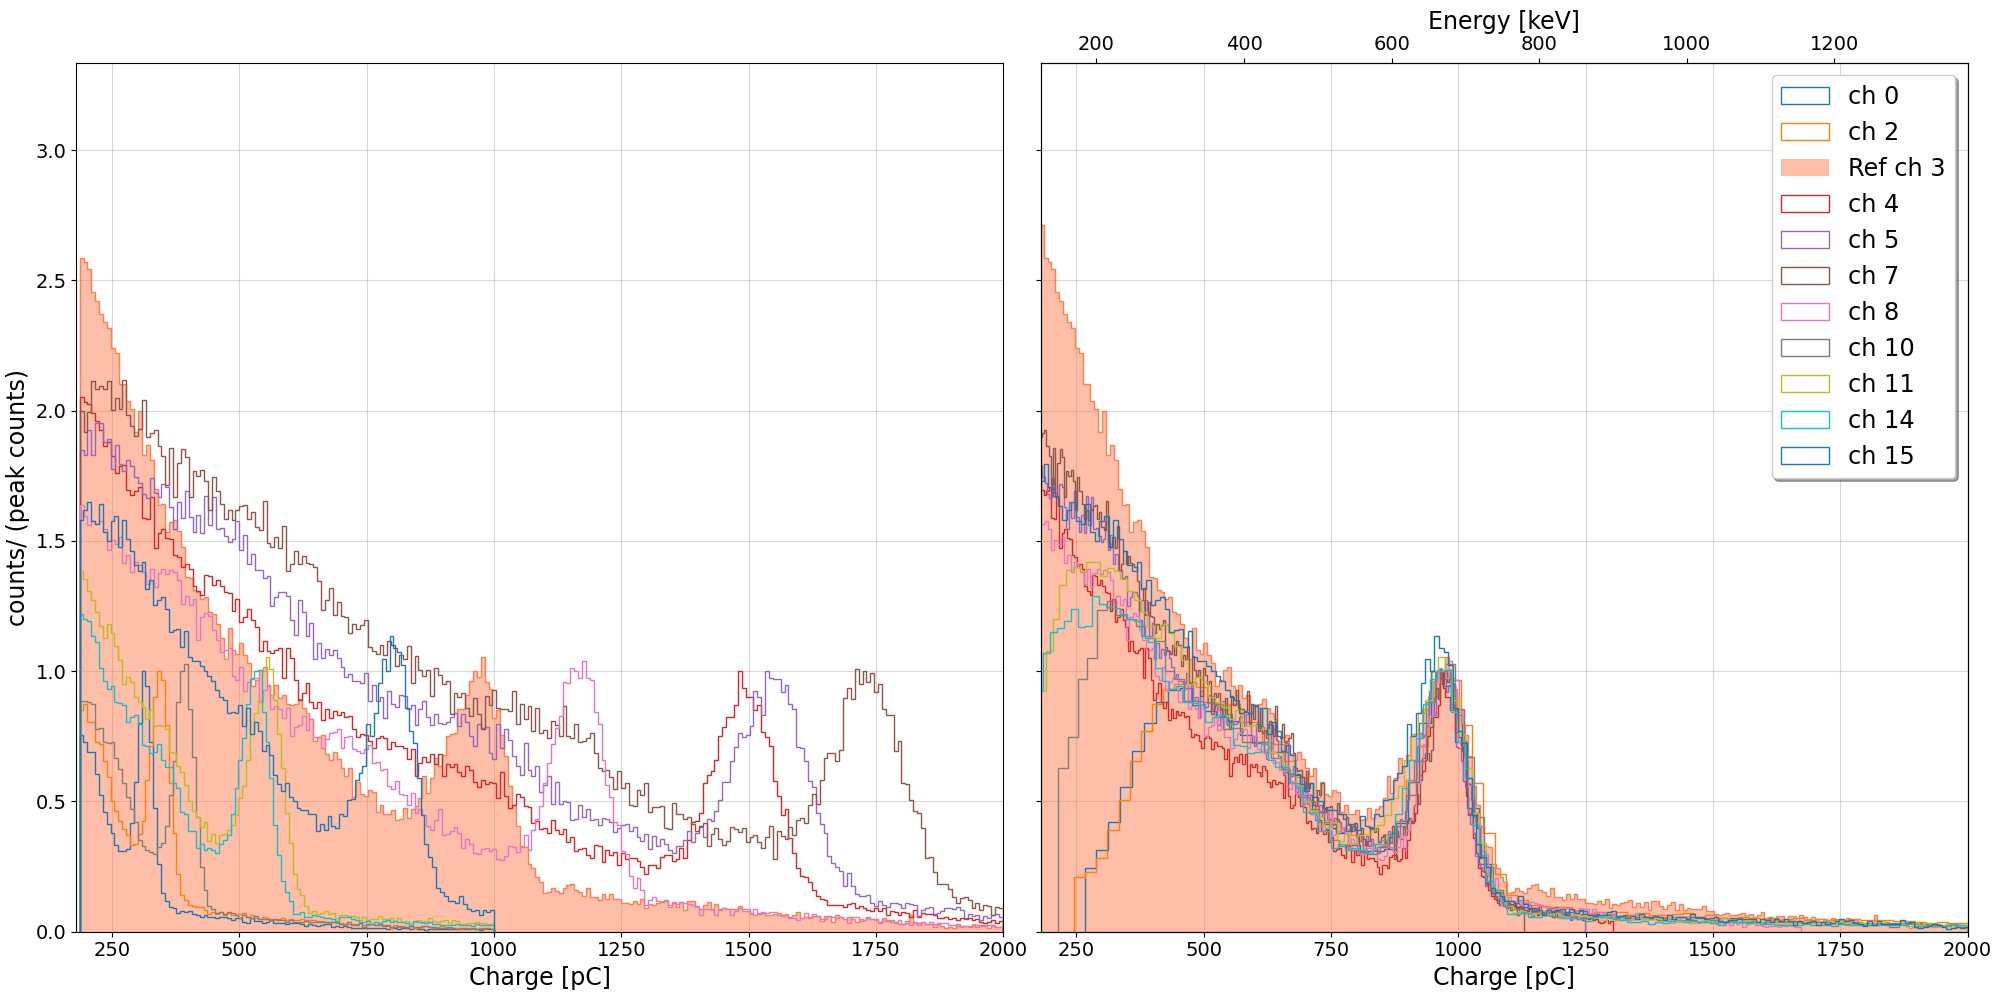 Energy [keV]
200 400 600 800 1000 1200
counts/ (peak counts)
3.0
2.5
2.0
1.5
1.0
0.5
0.0
250 500 750 1000 1250 1500 1750 2000
Charge [pC]
250 500 750 1000 1250 1500 1750 2000
Charge [pC]
ch 0
ch 2
Ref ch 3
ch 4
ch 5
ch 7
ch 8
ch 10
ch 11
ch 14
ch 15